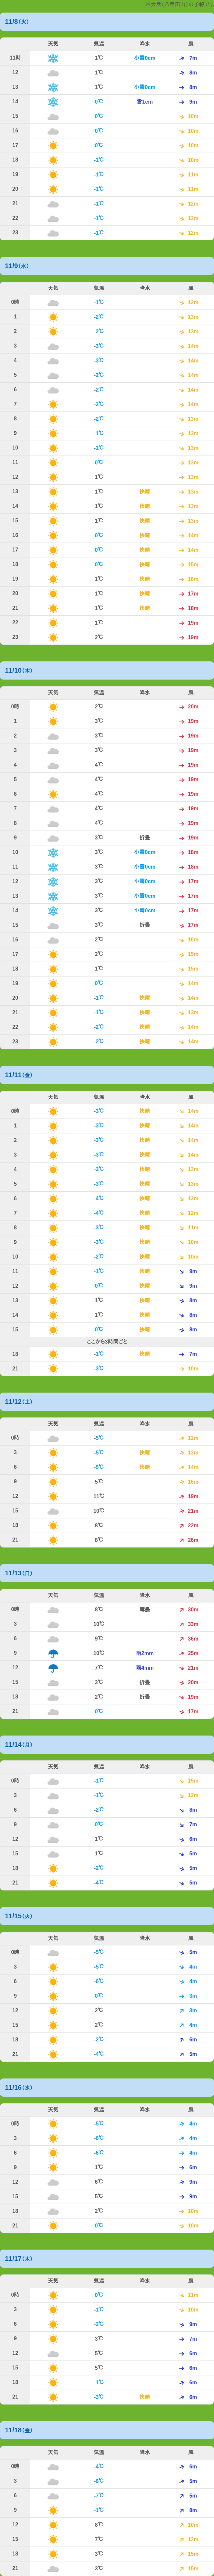 の大岳(八甲田山)の予報です
11/8(火)
天気 気温 降水 風
11時 1℃ 小雪0cm 7m
12 1℃ 8m
13 1℃ 小雪0cm 8m
14 0℃ 雪1cm 9m
15 0℃ 10m
16 0℃ 10m
17 0℃ 10m
18 -1℃ 10m
19 -1℃ 11m
20 -1℃ 11m
21 -1℃ 12m
22 -1℃ 12m
23 -1℃ 12m
11/9(水)
天気 気温 降水 風
0時 -1℃ 12m
1 -2℃ 13m
2 -2℃ 13m
3 -3℃ 14m
4 -3℃ 14m
5 -2℃ 14m
6 -2℃ 14m
7 -2℃ 14m
8 -2℃ 13m
9 -1℃ 13m
10 -1℃ 13m
11 0℃ 13m
12 1℃ 13m
13 1℃ 快晴 13m
14 1℃ 快晴 13m
15 1℃ 快晴 13m
16 0℃ 快晴 14m
17 0℃ 快晴 14m
18 0℃ 快晴 15m
19 1℃ 快晴 16m
20 1℃ 快晴 17m
21 1℃ 快晴 18m
22 1℃ 19m
23 2℃ 19m
11/10(木)
天気 気温 降水 風
0時 2℃ 20m
1 3℃ 19m
2 3℃ 19m
3 3℃ 19m
4 4℃ 19m
5 4℃ 19m
6 4℃ 19m
7 4℃ 19m
8 4℃ 19m
9 3℃ 折曇 19m
10 3℃ 小雪0cm 18m
11 3℃ 小雪0cm 18m
12 3℃ 小雪0cm 17m
13 3℃ 小雪0cm 17m
14 3℃ 小雪0cm 17m
15 3℃ 折曇 17m
16 2℃ 16m
17 2℃ 15m
18 1℃ 15m
19 0℃ 14m
20 -1℃ 快晴 14m
21 -1℃ 快晴 13m
22 -2℃ 快晴 14m
23 -2℃ 快晴 14m
11/11(金)
天気 気温 降水 風
0時 -3℃ 快晴 14m
1 -3℃ 快晴 14m
2 -3℃ 快晴 14m
3 -3℃ 快晴 14m
4 -3℃ 快晴 13m
5 -3℃ 快晴 13m
6 -4℃ 快晴 13m
7 -4℃ 快晴 12m
8 -3℃ 快晴 11m
9 -3℃ 快晴 10m
10 -2℃ 快晴 10m
11 -1℃ 快晴 9m
12 0℃ 快晴 9m
13 1℃ 快晴 8m
14 1℃ 快晴 8m
15 0℃ 快晴 8m
ここから3時間ごと
18 -1℃ 快晴 7m
21 -3℃ 10m
11/12(土)
天気 気温 降水 風
0時 -5℃ 12m
3 -5℃ 快晴 13m
6 -5℃ 快晴 14m
9 5℃ 16m
12 11℃ 19m
15 10℃ 21m
18 8℃ 22m
21 8℃ 26m
11/13(日)
天気 気温 降水 風
0時 8℃ 薄曇 30m
3 10℃ 33m
6 9℃ 36m
9 10℃ 雨2mm 25m
12 7℃ 雨4mm 21m
15 3℃ 折曇 20m
18 2℃ 折曇 19m
21 0℃ 17m
11/14(月)
天気 気温 降水 風
0時 -1℃ 15m
3 -1℃ 12m
6 -2℃ 8m
9 0℃ 7m
12 1℃ 6m
15 1℃ 5m
18 -2℃ 5m
21 -4℃ 5m
11/15(火)
天気 気温 降水 風
0時 -5℃ 5m
3 -5℃ 4m
6 -6℃ 4m
9 0℃ 3m
12 2℃ 3m
15 2℃ 4m
18 -2℃ 6m
21 -4℃ 5m
11/16(水)
天気 気温 降水 風
0時 -5℃ 4m
3 -6℃ 4m
6 -6℃ 4m
9 1℃ 6m
12 6℃ 9m
15 5℃ 9m
18 2℃ 10m
21 0℃ 10m
11/17(木)
天気 気温 降水 風
0時 0℃ 11m
3 -1℃ 10m
6 -2℃ 9m
9 3℃ 7m
12 5℃ 6m
15 5℃ 6m
18 -1℃ 6m
21 -3℃ 快晴 6m
11/18(金)
天気 気温 降水 風
0時 -4℃ 6m
3 -6℃ 5m
6 -7℃ 5m
9 -1℃ 8m
12 8℃ 10m
15 7℃ 12m
18 3℃ 15m
21 3℃ 15m